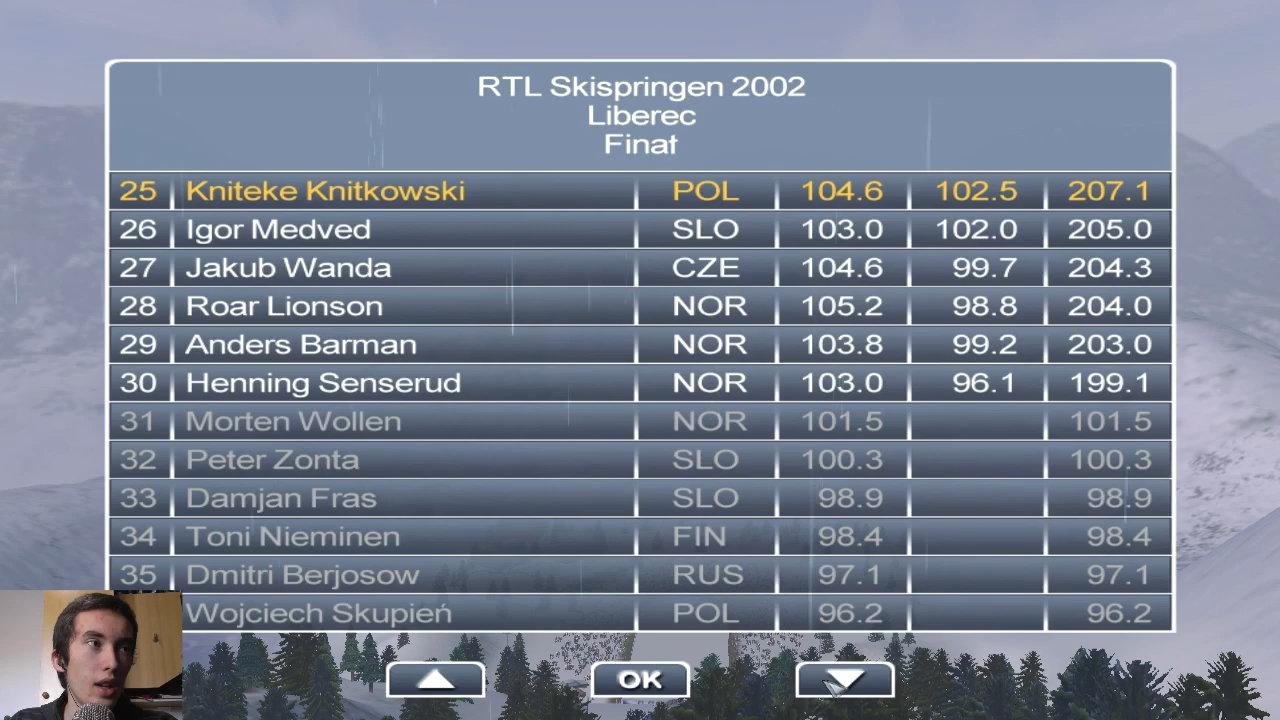 RTL Skispringen 2002
Liberec
Finał
25 Kniteke Knitkowski POL 104.6 102.5 207.1
26 Igor Medved SLO 103.0 102.0 205.0
27 Jakub Wanda CZE 104.6 99.7 204.3
28 Roar Lionson NOR 105.2 98.8 204.0
29 Anders Barman NOR 103.8 99.2 203.0
30 Henning Senserud NOR 103.0 96.1 199.1
31 Morten Wollen NOR 101.5 101.5
32 Peter Zonta SLO 100.3 100.3
33 Damjan Fras SLO 98.9 98.9
34 Toni Nieminen FIN 98.4 98.4
35 Dmitri Berjosow RUS 97.1 97.1
Wojciech Skupień POL 96.2 96.2
OK